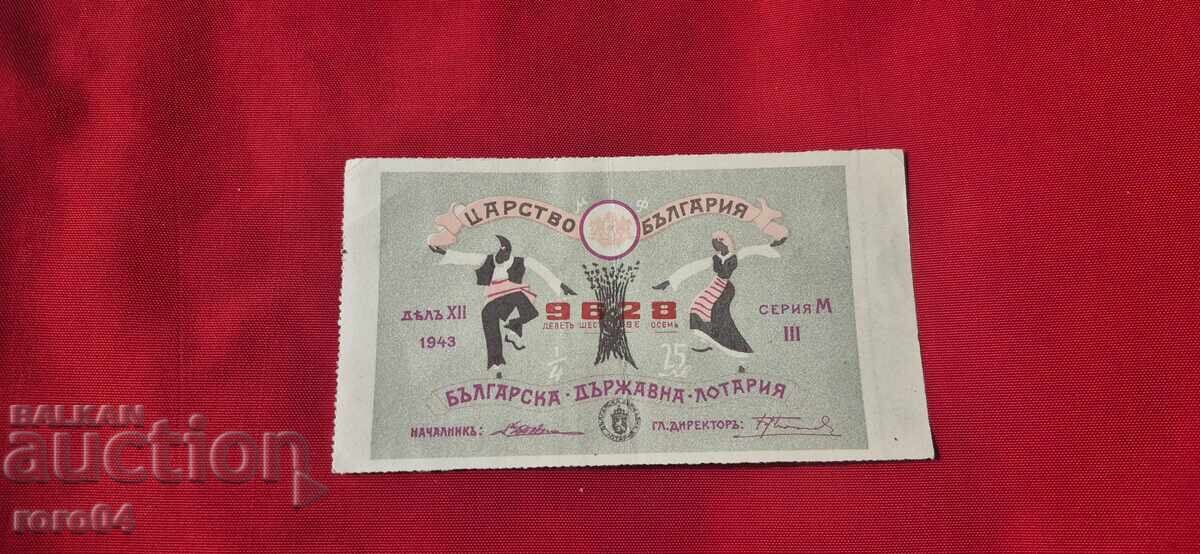 ЦАРСТВО БЪЛГАРИЯ
М Ф
ДѢЛЪ XII
1943
9628
ДЕВЕТЬ ШЕСТЬ ДВЕ ОСЕМЬ
СЕРИЯ М
III
1/4
25
БЪЛГАРСКА · ДЪРЖАВНА · ЛОТАРИЯ
НАЧАЛНИКЪ:
ГЛ. ДИРЕКТОРЪ:
BALKAN
auction
roro64